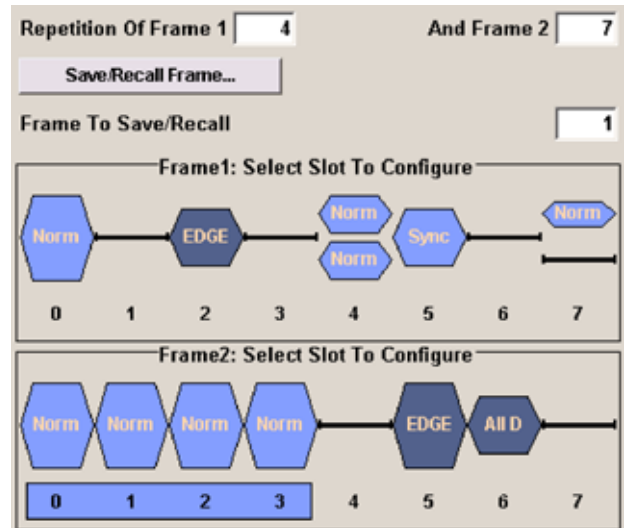 Repetition Of Frame 1 4 And Frame 2 7
Save/Recall Frame...
Frame To Save/Recall 1
Frame1: Select Slot To Configure
Norm EDGE Norm Norm Sync Norm
0 1 2 3 4 5 6 7
Frame2: Select Slot To Configure
Norm Norm Norm Norm EDGE All D
0 1 2 3 4 5 6 7